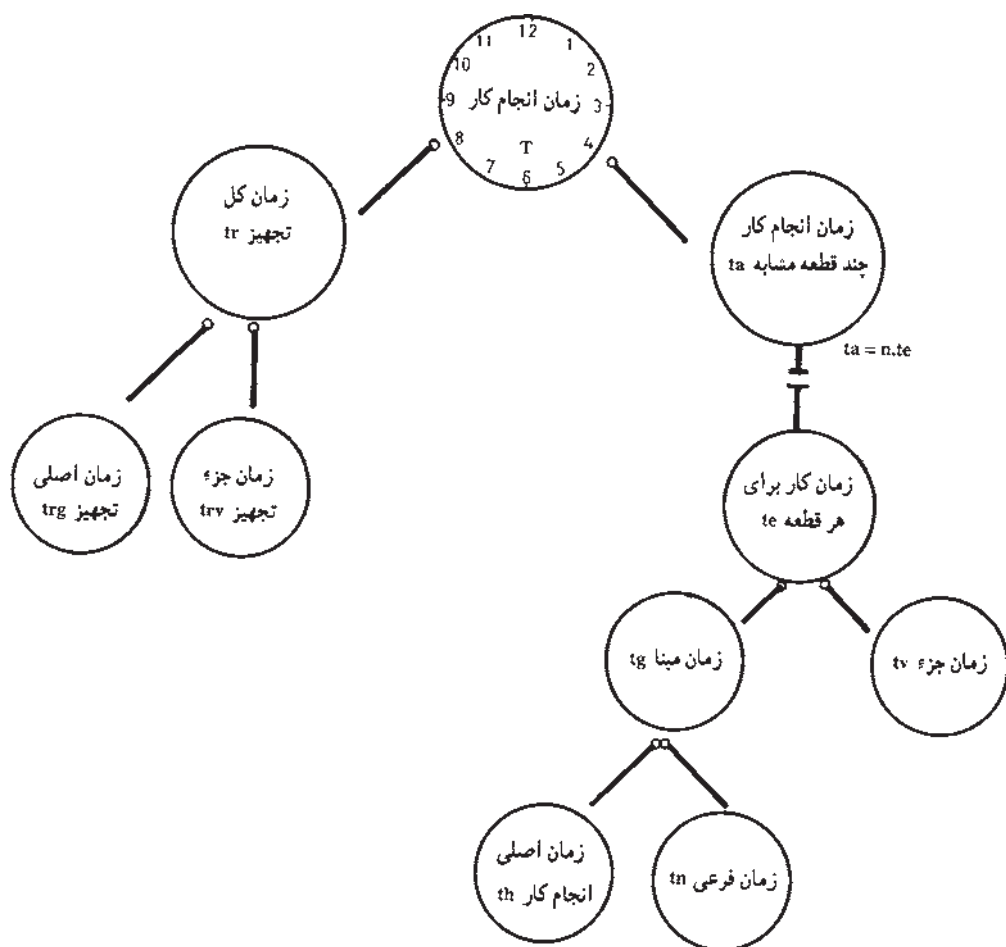 12
11
1
10
2
9
زمان انجام کار
3
8
4
T
7
5
6
زمان کل
تجهیز tr
زمان انجام کار
چند قطعه مشابه ta
ta = n.te
زمان اصلی
تجهیز trg
زمان جزء
تجهیز trv
زمان کار برای
هر قطعه te
زمان مبنا tg
زمان جزء tv
زمان اصلی
انجام کار th
زمان فرعی tn